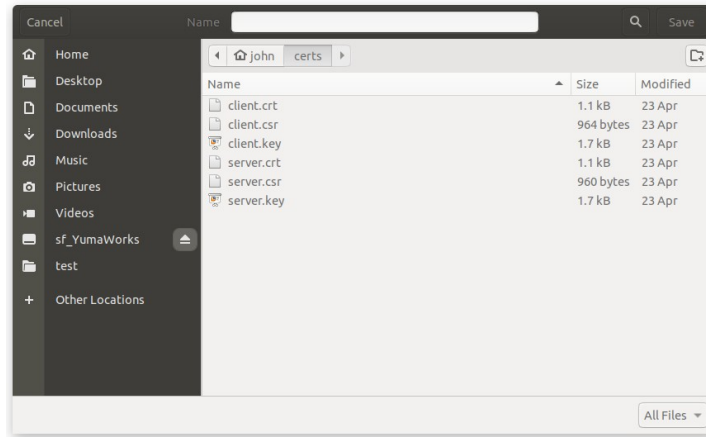 Cancel Name Save
Home
Desktop
Documents
Downloads
Music
Pictures
Videos
sf_YumaWorks
test
Other Locations
john certs
Name Size Modified
client.crt 1.1 kB 23 Apr
client.csr 964 bytes 23 Apr
client.key 1.7 kB 23 Apr
server.crt 1.1 kB 23 Apr
server.csr 960 bytes 23 Apr
server.key 1.7 kB 23 Apr
All Files